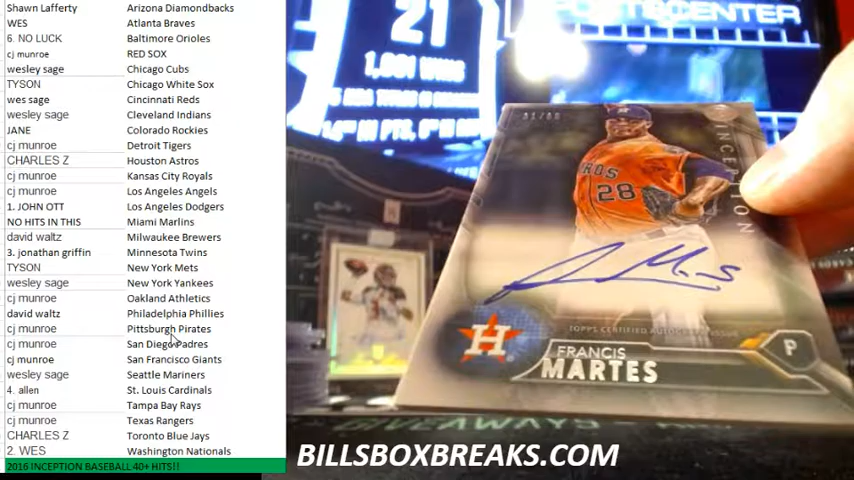 Shawn Lafferty Arizona Diamondbacks
WES Atlanta Braves
6. NO LUCK Baltimore Orioles
cj munroe RED SOX
wesley sage Chicago Cubs
TYSON Chicago White Sox
wes sage Cincinnati Reds
wesley sage Cleveland Indians
JANE Colorado Rockies
cj munroe Detroit Tigers
CHARLES Z Houston Astros
cj munroe Kansas City Royals
cj munroe Los Angeles Angels
1. JOHN OTT Los Angeles Dodgers
NO HITS IN THIS Miami Marlins
david waltz Milwaukee Brewers
3. jonathan griffin Minnesota Twins
TYSON New York Mets
wesley sage New York Yankees
cj munroe Oakland Athletics
david waltz Philadelphia Phillies
cj munroe Pittsburgh Pirates
cj munroe San Diego Padres
cj munroe San Francisco Giants
wesley sage Seattle Mariners
4. allen St. Louis Cardinals
cj munroe Tampa Bay Rays
cj munroe Texas Rangers
CHARLES Z Toronto Blue Jays
2. WES Washington Nationals
2016 INCEPTION BASEBALL 40+ HITS!!
21
INCEPTION
28
TOPPS CERTIFIED AUTOGRAPH ISSUE
H
FRANCIS
MARTES
P
GIVEAWAYS
BILLSBOXBREAKS.COM